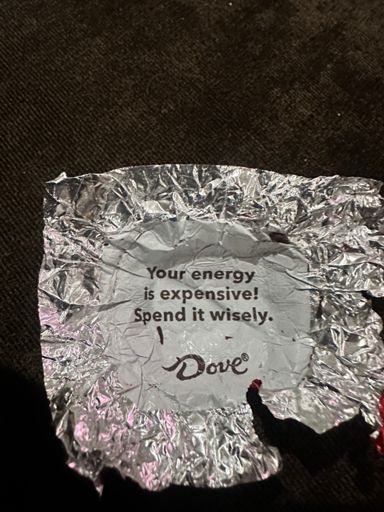 Your energy
is expensive!
Spend it wisely.
Dove®